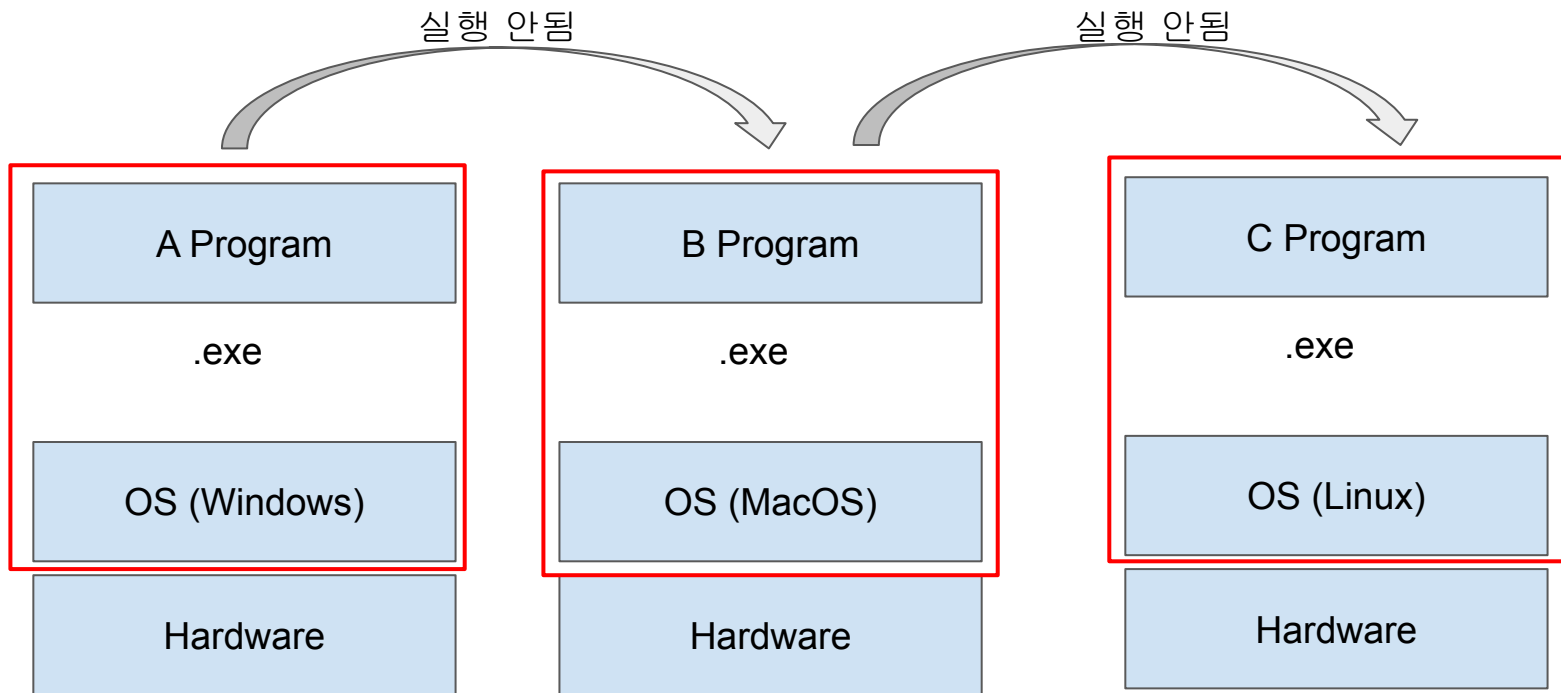 실행 안됨
실행 안됨
A Program
B Program
C Program
.exe
.exe
.exe
OS (Windows)
OS (MacOS)
OS (Linux)
Hardware
Hardware
Hardware